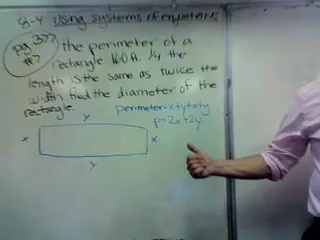 8-4 Using systems of equations
pg 377
#7
the perimeter of a
rectangle 160 ft. 1/4 the
length is the same as twice the
width find the diameter of the
rectangle
perimeter=x+y+x+y
p=2x+2y
y
x
x
y